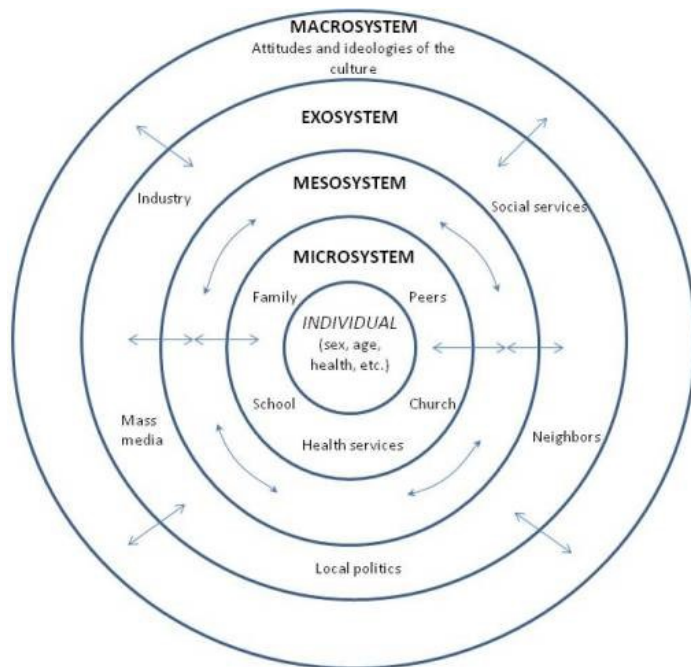 MACROSYSTEM
Attitudes and ideologies of the
culture
EXOSYSTEM
Industry
Social services
MESOSYSTEM
MICROSYSTEM
Family
Peers
INDIVIDUAL
(sex, age,
health, etc.)
School
Church
Health services
Mass
media
Neighbors
Local politics